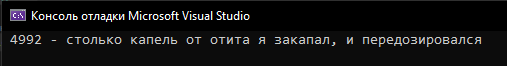 Консоль отладки Microsoft Visual Studio
4992 - столько капель от отита я закапал, и передозировался